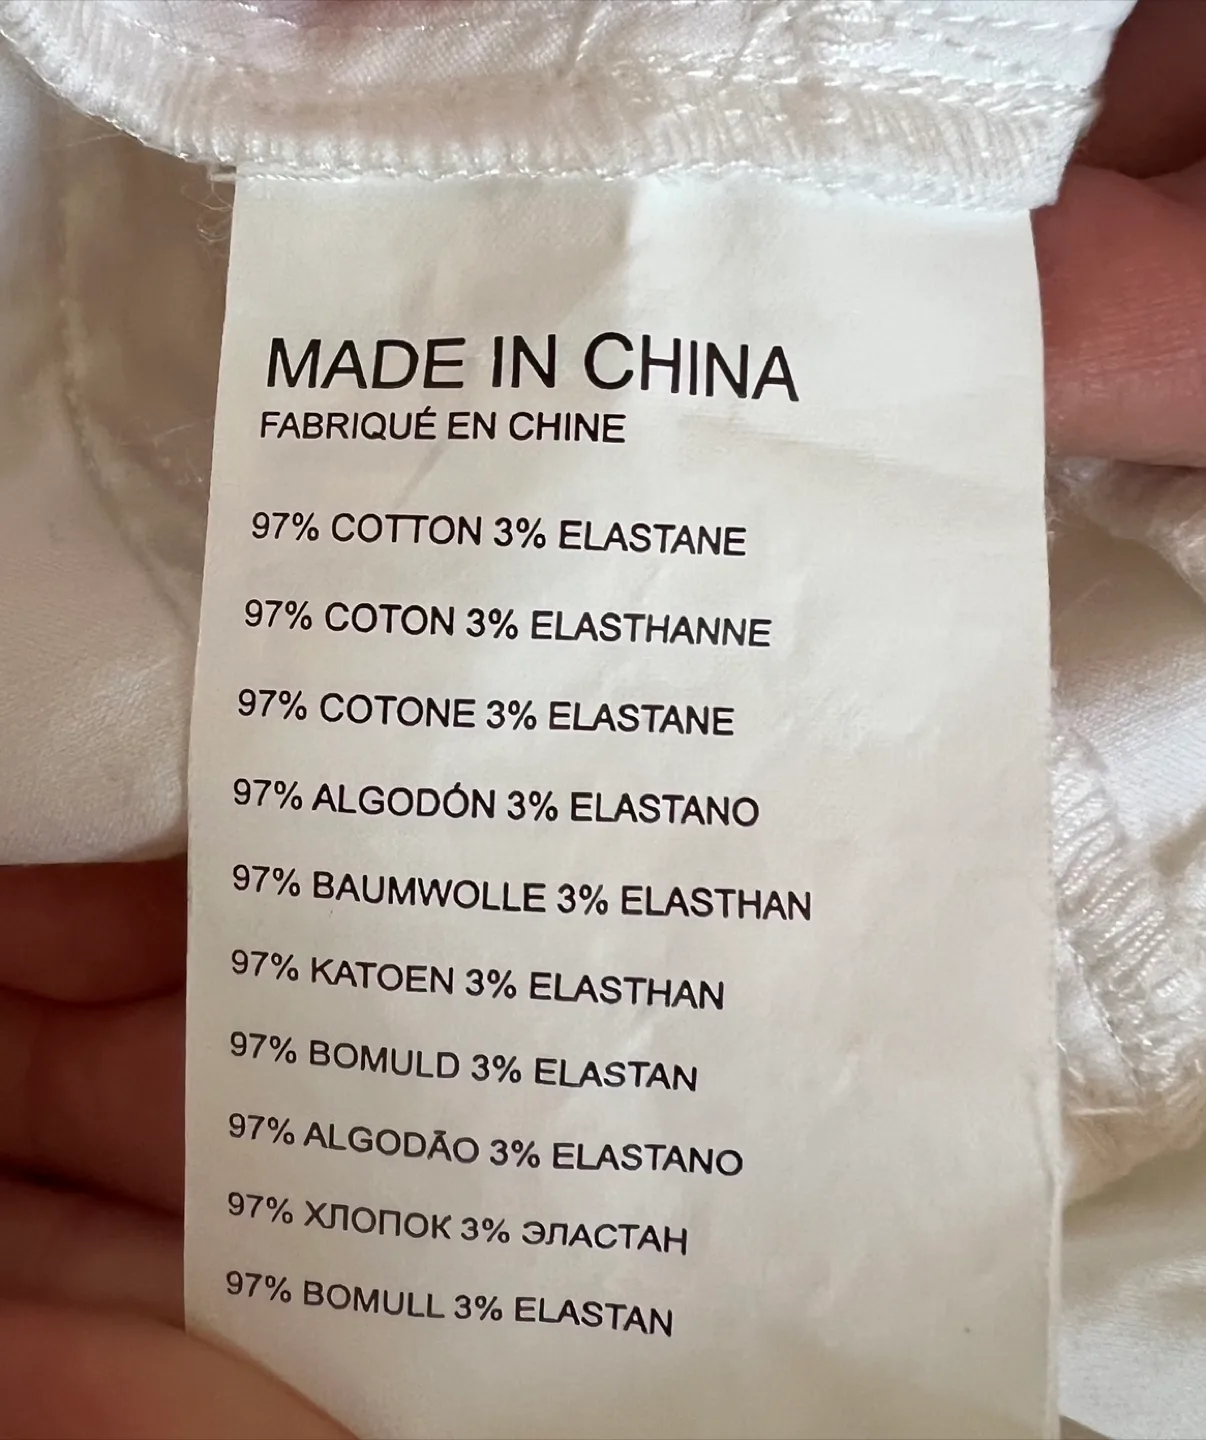 MADE IN CHINA
FABRIQUÉ EN CHINE
97% COTTON 3% ELASTANE
97% COTON 3% ELASTHANNE
97% COTONE 3% ELASTANE
97% ALGODÓN 3% ELASTANO
97% BAUMWOLLE 3% ELASTHAN
97% KATOEN 3% ELASTHAN
97% BOMULD 3% ELASTAN
97% ALGODÃO 3% ELASTANO
97% ХЛОПОК 3% ЭЛАСТАН
97% BOMULL 3% ELASTAN